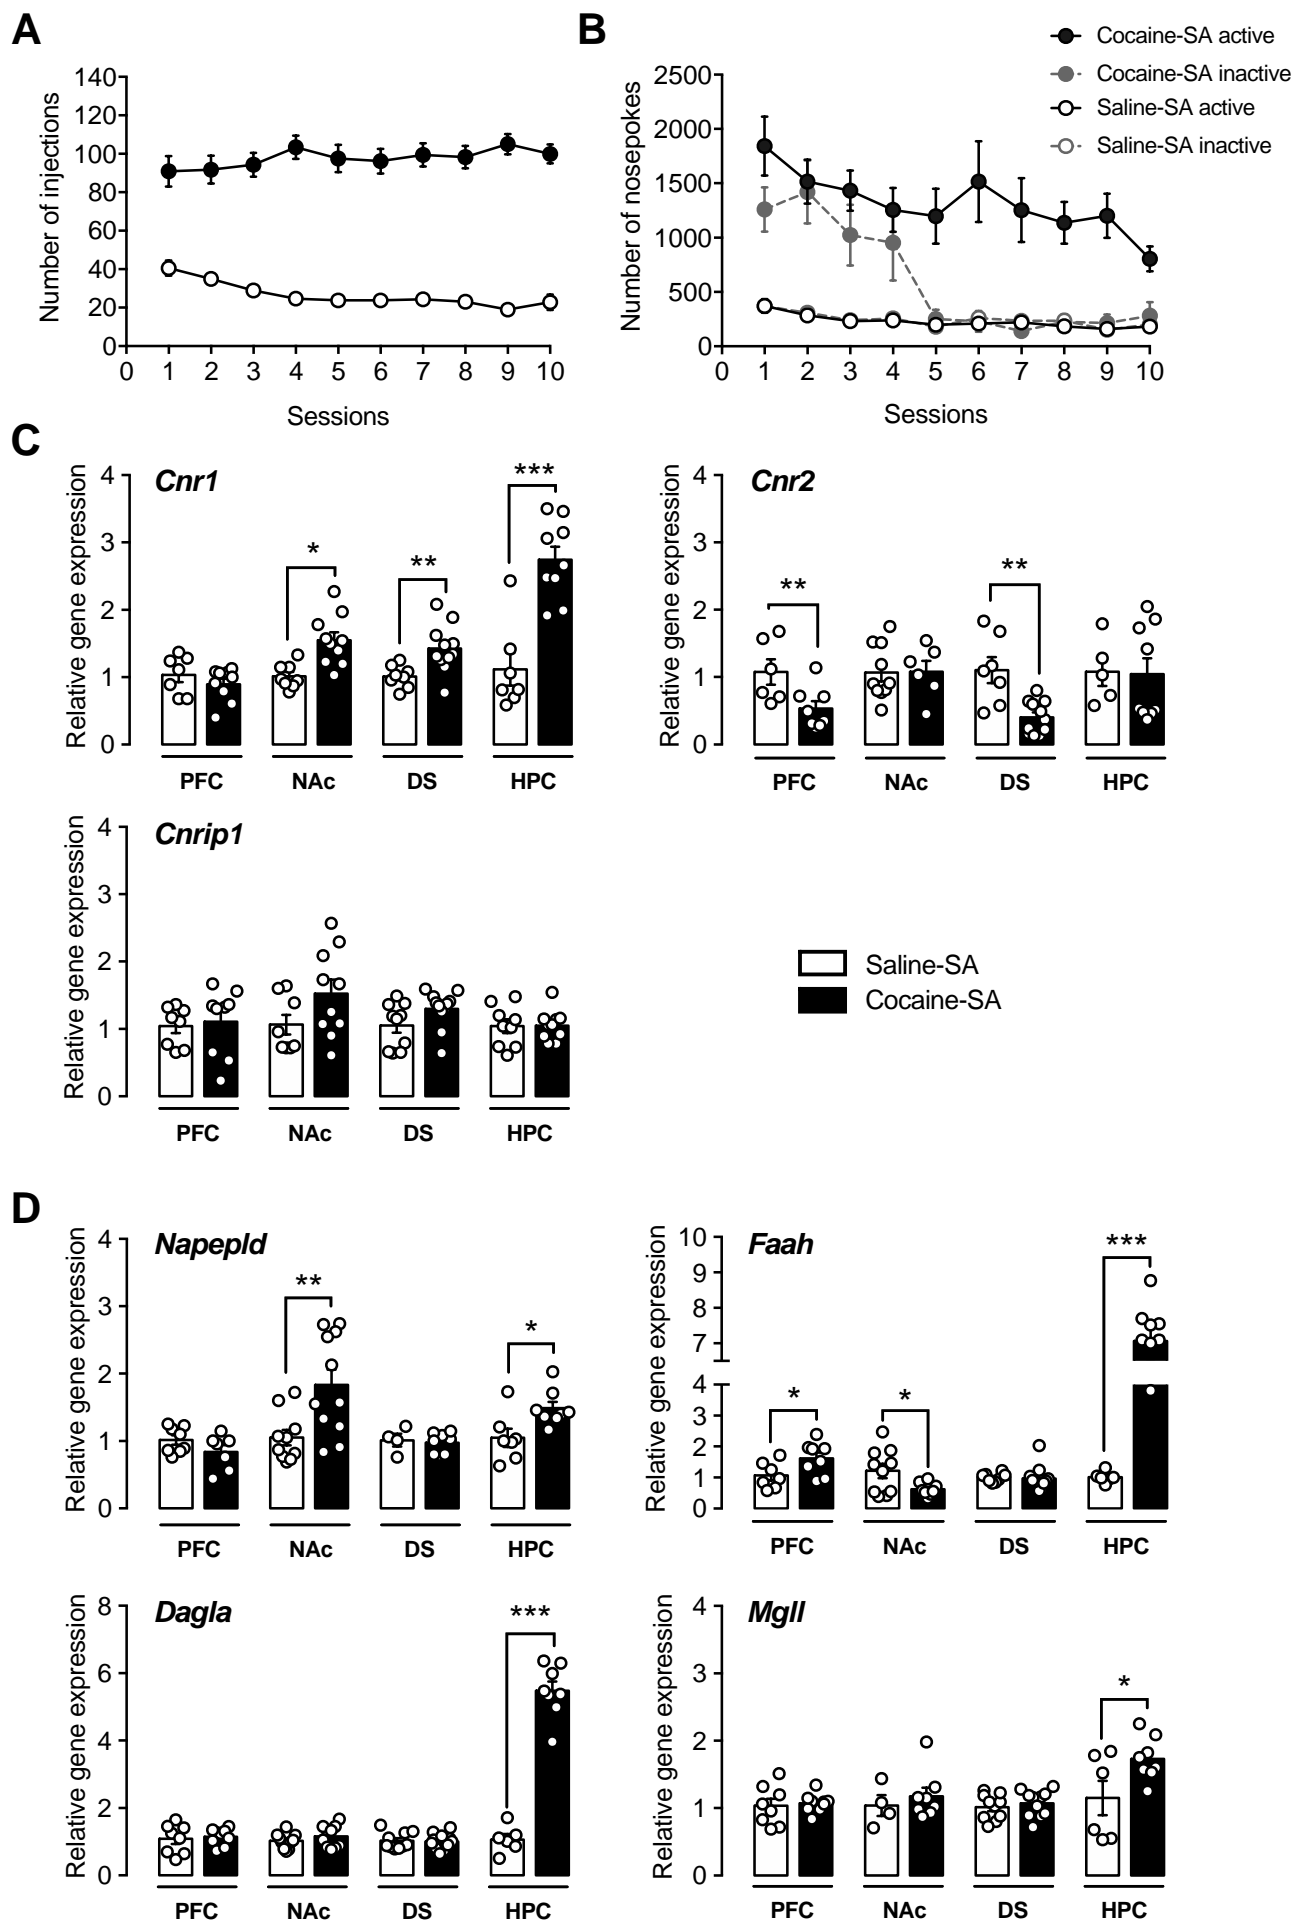 A
Number of injections
140
120
100
80
60
40
20
0
0 1 2 3 4 5 6 7 8 9 10
Sessions
B
Number of nosepokes
2500
2000
1500
1000
500
0
0 1 2 3 4 5 6 7 8 9 10
Sessions
Cocaine-SA active
Cocaine-SA inactive
Saline-SA active
Saline-SA inactive
C
Relative gene expression
Cnr1
4
3
2
1
0
*
**
***
PFC NAc DS HPC
Relative gene expression
Cnr2
4
3
2
1
0
**
**
PFC NAc DS HPC
Relative gene expression
Cnrip1
4
3
2
1
0
PFC NAc DS HPC
Saline-SA
Cocaine-SA
D
Relative gene expression
Napepld
4
3
2
1
0
**
*
PFC NAc DS HPC
Relative gene expression
Faah
10
9
8
7
4
3
2
1
0
*
*
***
PFC NAc DS HPC
Relative gene expression
Dagla
8
6
4
2
0
***
PFC NAc DS HPC
Relative gene expression
Mgll
4
3
2
1
0
*
PFC NAc DS HPC